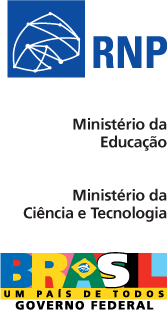 RNP
Ministério da
Educação
Ministério da
Ciência e Tecnologia
BRASIL
UM PAÍS DE TODOS
GOVERNO FEDERAL